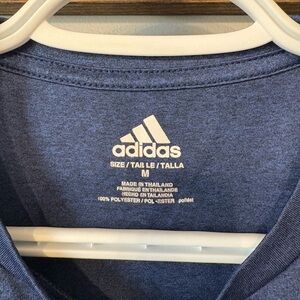 adidas
SIZE / TAILLE / TALLA
M
MADE IN THAILAND
FABRIQUÉ EN THAÏLANDE
HECHO EN TAILANDIA
100% POLYESTER / POLYESTER